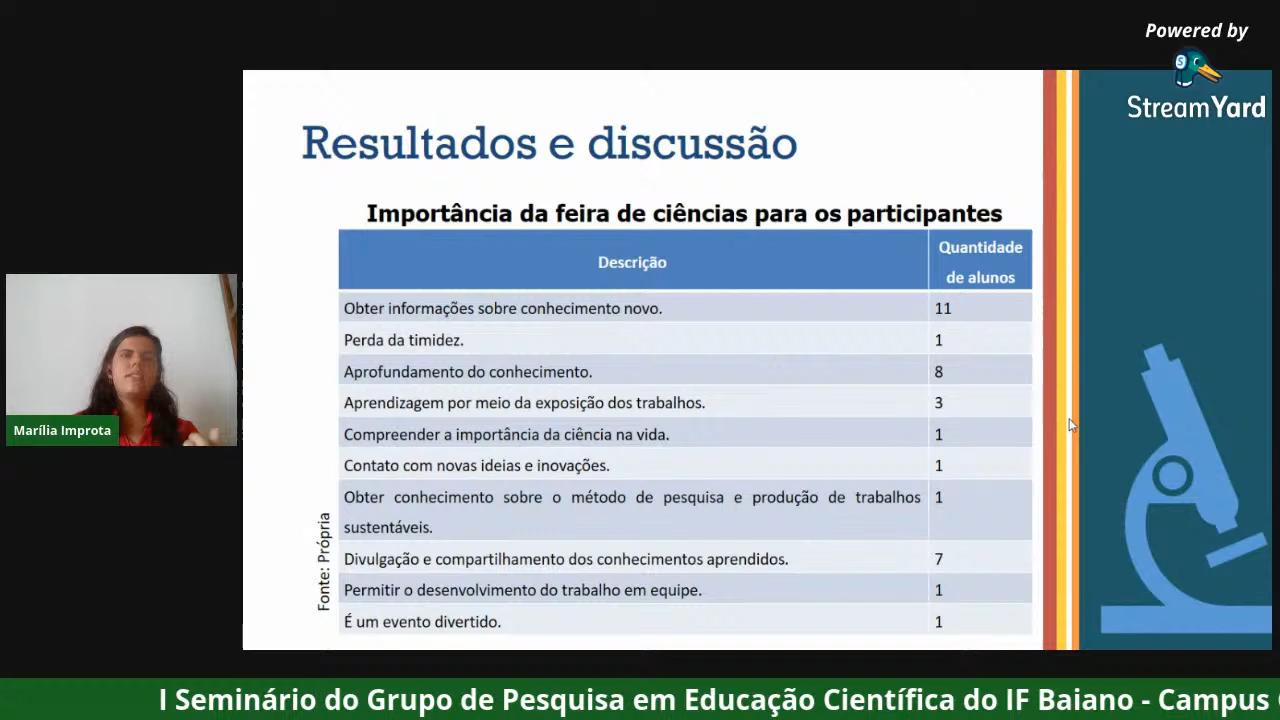 Powered by
StreamYard
Resultados e discussão
Importância da feira de ciências para os participantes
Descrição
Quantidade
de alunos
Obter informações sobre conhecimento novo.
11
Perda da timidez.
1
Aprofundamento do conhecimento.
8
Aprendizagem por meio da exposição dos trabalhos.
3
Compreender a importância da ciência na vida.
1
Contato com novas ideias e inovações.
1
Obter conhecimento sobre o método de pesquisa e produção de trabalhos
sustentáveis.
1
Divulgação e compartilhamento dos conhecimentos aprendidos.
7
Permitir o desenvolvimento do trabalho em equipe.
1
É um evento divertido.
1
Fonte: Própria
Marília Improta
I Seminário do Grupo de Pesquisa em Educação Científica do IF Baiano - Campus